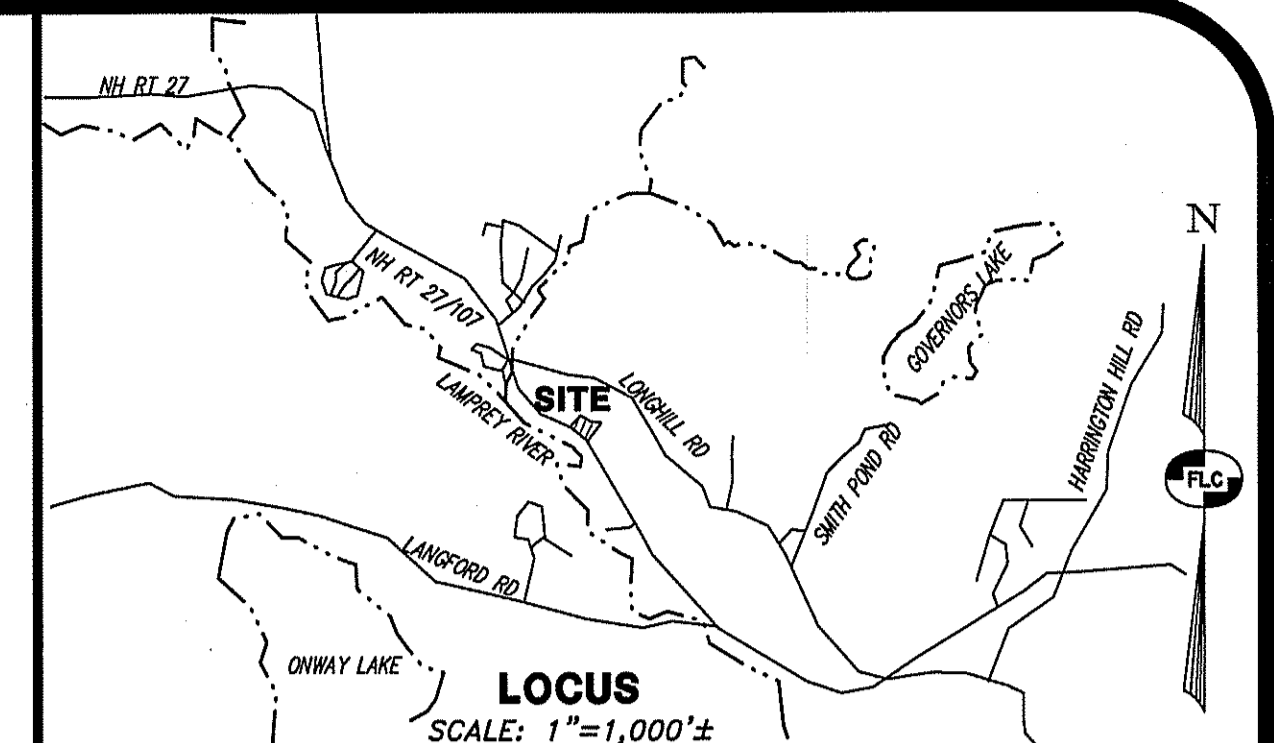 NH RT 27
N
NH RT 27/107
GOVERNORS LAKE
HARRINGTON HILL RD
LONGHILL RD
SITE
LAMPREY RIVER
SMITH POND RD
FLC
LANGFORD RD
ONWAY LAKE
LOCUS
SCALE: 1"=1,000'±